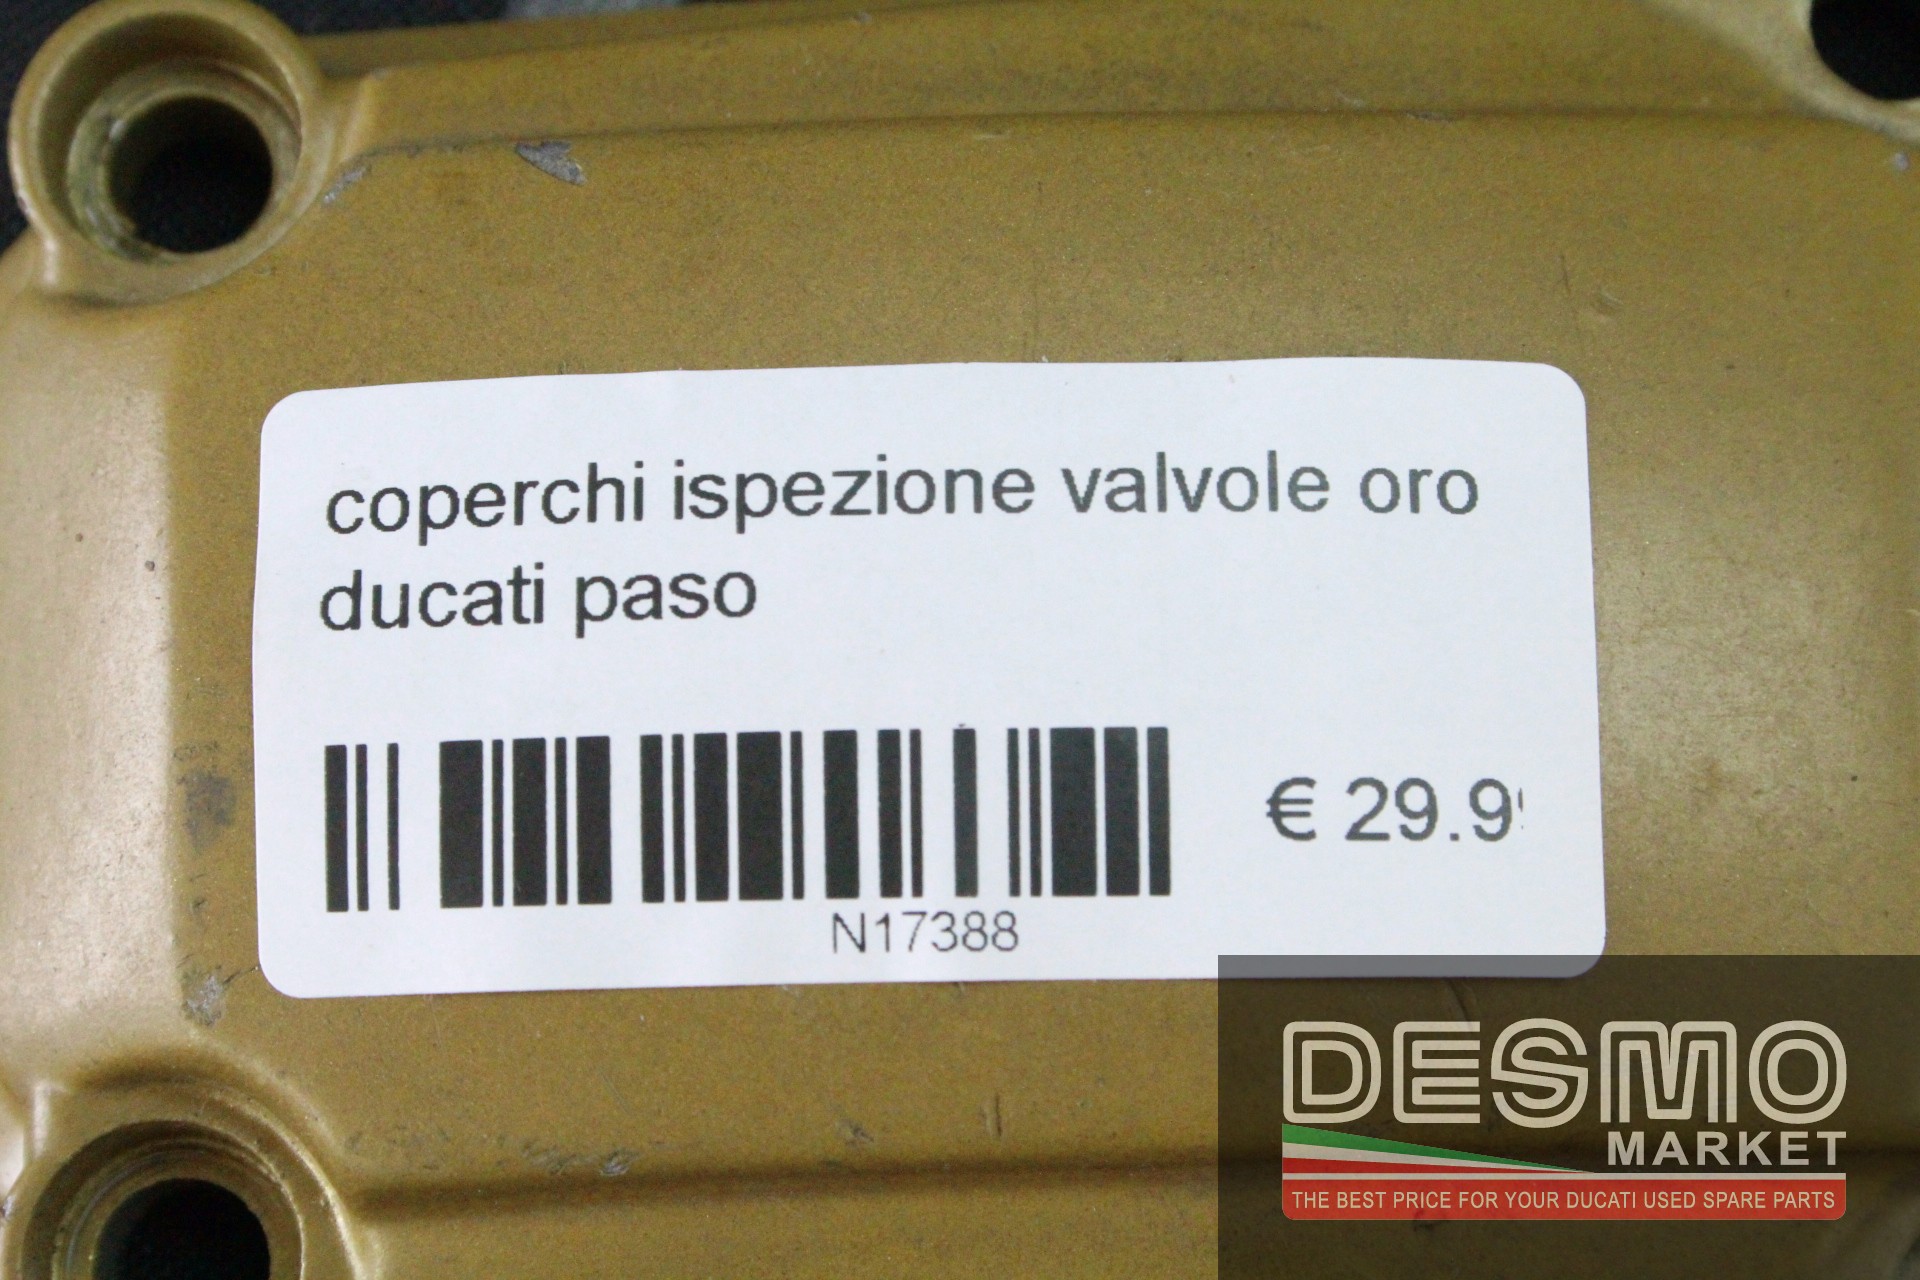 coperchi ispezione valvole oro
ducati paso
€ 29.9
N17388
DESMO
MARKET
THE BEST PRICE FOR YOUR DUCATI USED SPARE PARTS